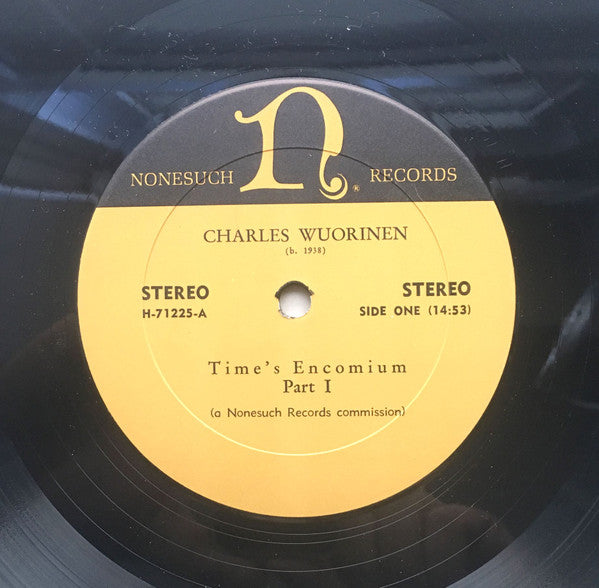 n®
NONESUCH RECORDS
CHARLES WUORINEN
(b. 1938)
STEREO STEREO
H-71225-A SIDE ONE (14:53)
Time's Encomium
Part I
(a Nonesuch Records commission)